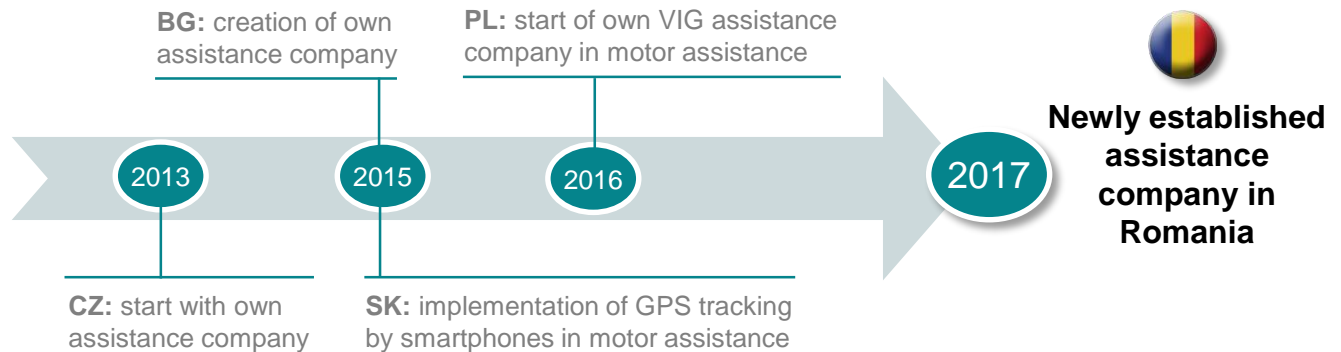 BG: creation of own
assistance company
PL: start of own VIG assistance
company in motor assistance
Newly established
assistance
company in
Romania
2013
2015
2016
2017
CZ: start with own
assistance company
SK: implementation of GPS tracking
by smartphones in motor assistance